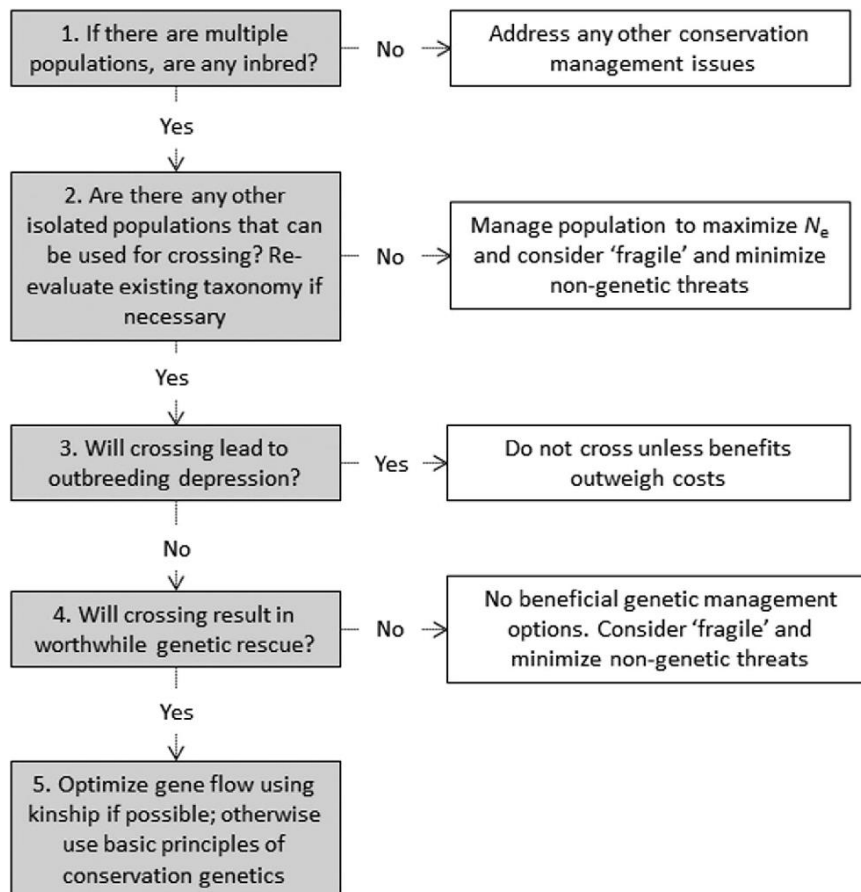 1. If there are multiple
populations, are any inbred?
No
Address any other conservation
management issues
Yes
2. Are there any other
isolated populations that can
be used for crossing? Re-
evaluate existing taxonomy if
necessary
No
Manage population to maximize Ne
and consider ‘fragile’ and minimize
non-genetic threats
Yes
3. Will crossing lead to
outbreeding depression?
Yes
Do not cross unless benefits
outweigh costs
No
4. Will crossing result in
worthwhile genetic rescue?
No
No beneficial genetic management
options. Consider ‘fragile’ and
minimize non-genetic threats
Yes
5. Optimize gene flow using
kinship if possible; otherwise
use basic principles of
conservation genetics